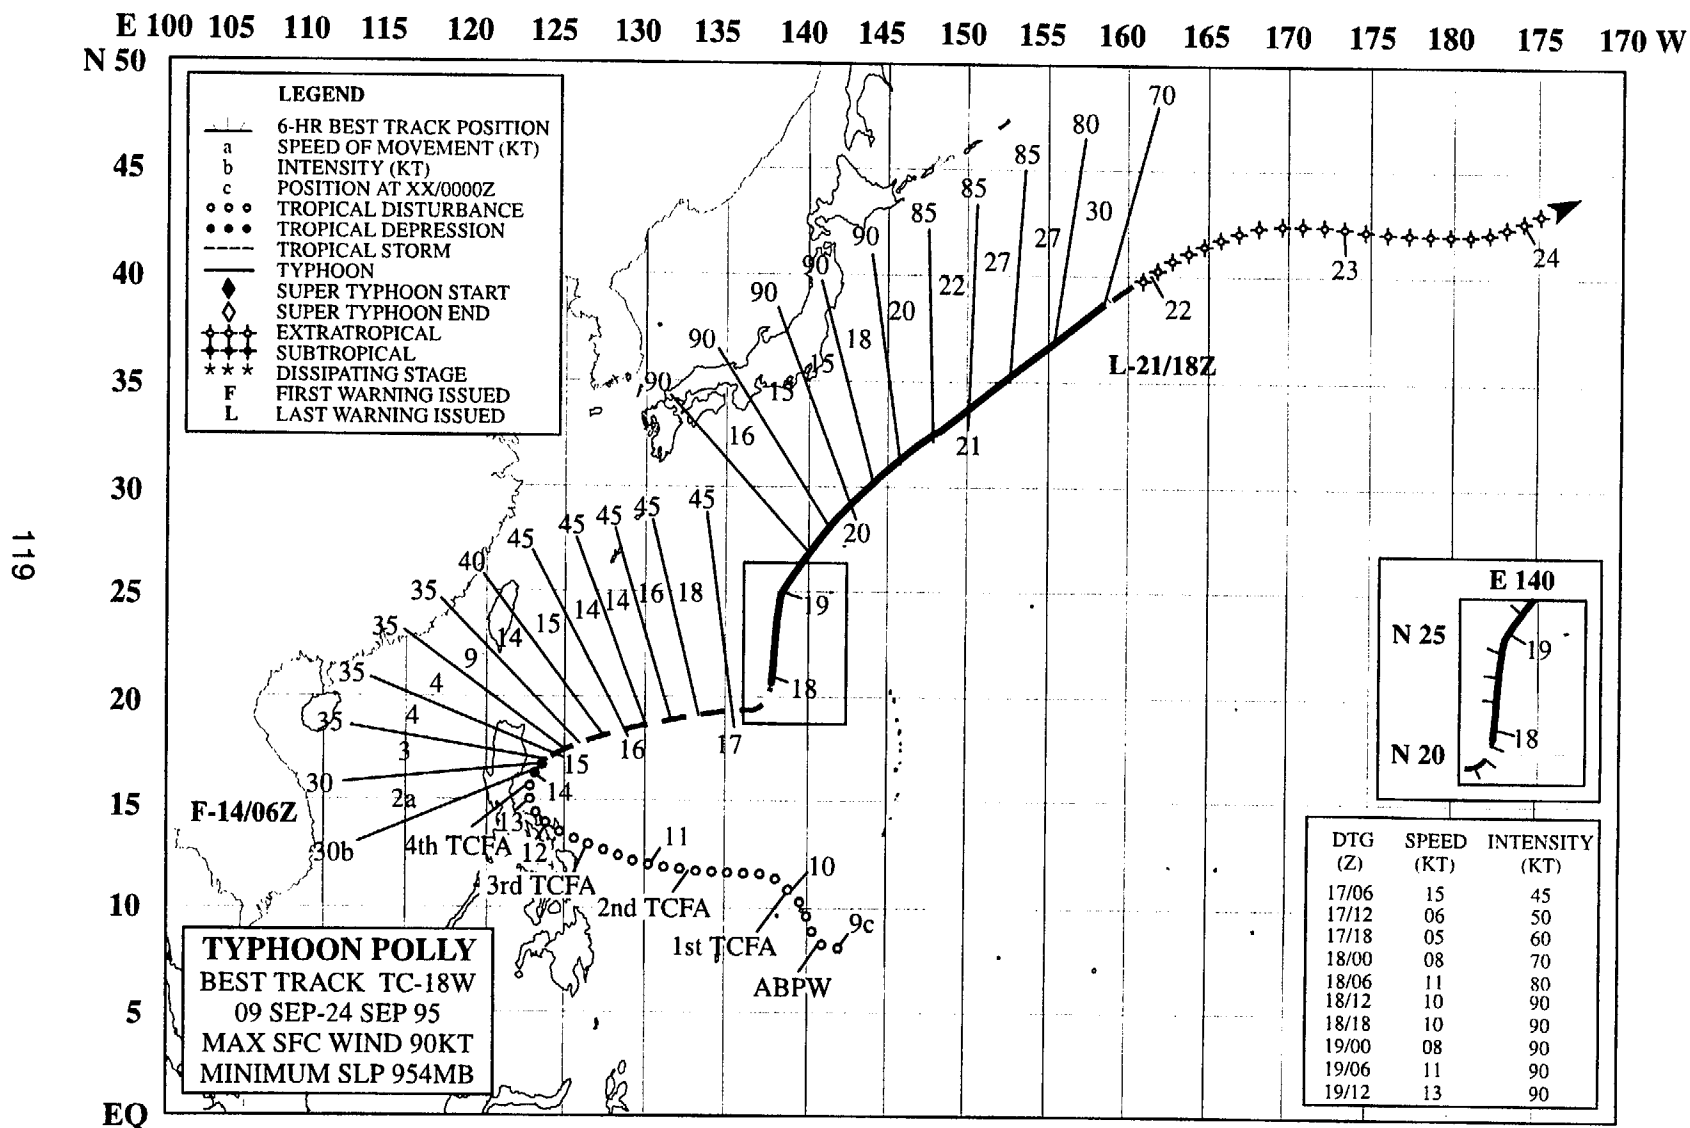 E 100 105 110 115 120 125 130 135 140 145 150 155 160 165 170 175 180 175 170 W
N 50
LEGEND
6-HR BEST TRACK POSITION
a SPEED OF MOVEMENT (KT)
b INTENSITY (KT)
c POSITION AT XX/0000Z
TROPICAL DISTURBANCE
TROPICAL DEPRESSION
TROPICAL STORM
TYPHOON
SUPER TYPHOON START
SUPER TYPHOON END
EXTRATROPICAL
SUBTROPICAL
* * * DISSIPATING STAGE
F FIRST WARNING ISSUED
L LAST WARNING ISSUED
45
40
35
30
25
20
15
10
5
EQ
70
80
85
85
85
90
90
90
90
90
30
27
27
22
20
18
15
15
16
24
23
22
L-21/18Z
21
20
19
18
45
45
45
45
45
40
35
35
35
35
30
30b
18
16
14
14
15
14
9
4
4
3
2a
17
16
15
14
13
12
11
10
9c
F-14/06Z
4th TCFA
3rd TCFA
2nd TCFA
1st TCFA
ABPW
E 140
N 25
19
18
N 20
TYPHOON POLLY
BEST TRACK TC-18W
09 SEP-24 SEP 95
MAX SFC WIND 90KT
MINIMUM SLP 954MB
DTG SPEED INTENSITY
(Z) (KT) (KT)
17/06 15 45
17/12 06 50
17/18 05 60
18/00 08 70
18/06 11 80
18/12 10 90
18/18 10 90
19/00 08 90
19/06 11 90
19/12 13 90
119